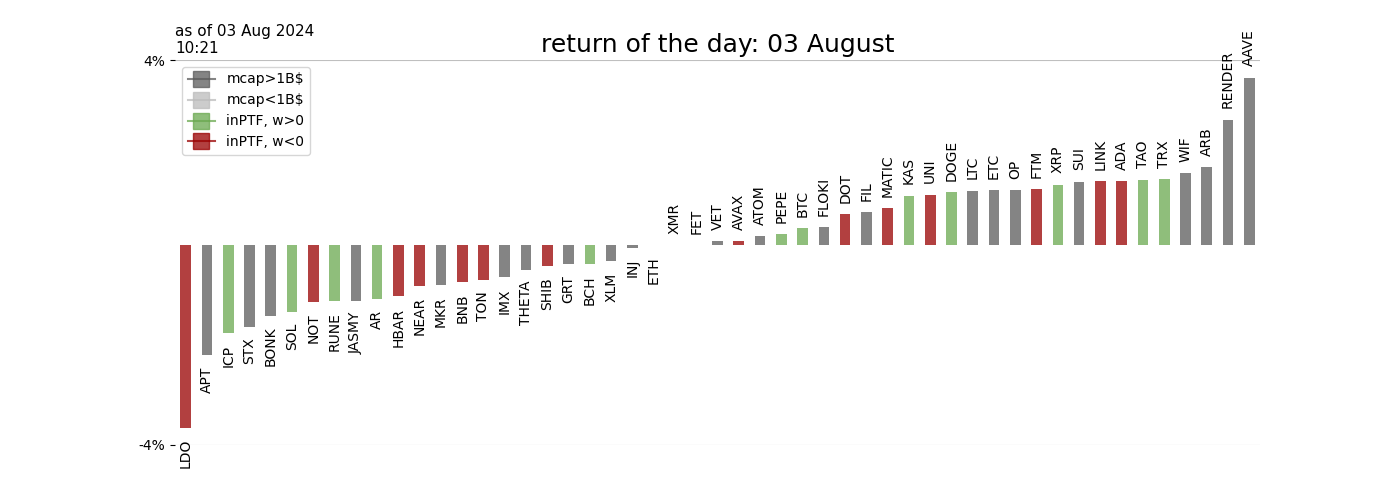 as of 03 Aug 2024
10:21
return of the day: 03 August
4%
mcap>1B$
mcap<1B$
inPTF, w>0
inPTF, w<0
-4%
LDO
APT
ICP
STX
BONK
SOL
NOT
RUNE
JASMY
AR
HBAR
NEAR
MKR
BNB
TON
IMX
THETA
SHIB
GRT
BCH
XLM
INJ
ETH
XMR
FET
VET
AVAX
ATOM
PEPE
BTC
FLOKI
DOT
FIL
MATIC
KAS
UNI
DOGE
LTC
ETC
OP
FTM
XRP
SUI
LINK
ADA
TAO
TRX
WIF
ARB
RENDER
AAVE